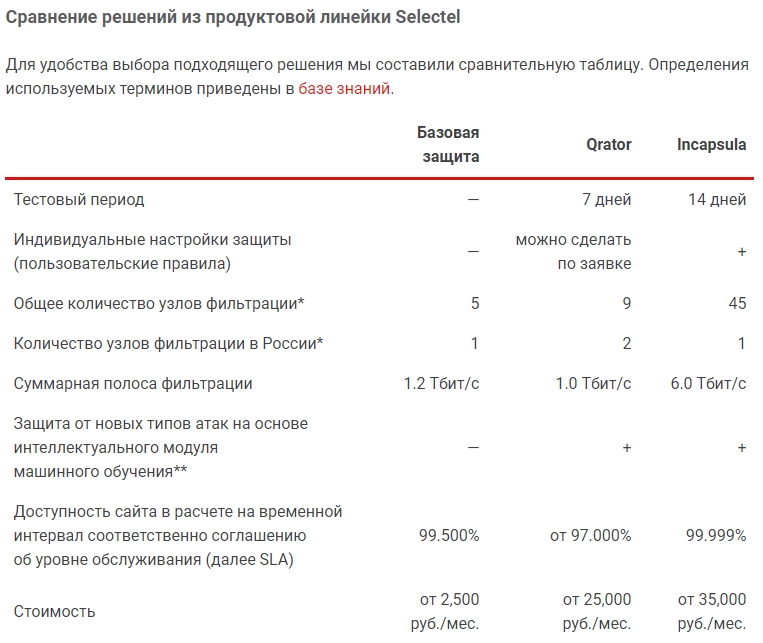 Сравнение решений из продуктовой линейки Selectel
Для удобства выбора подходящего решения мы составили сравнительную таблицу. Определения
используемых терминов приведены в базе знаний.
Базовая защита Qrator Incapsula
Тестовый период — 7 дней 14 дней
Индивидуальные настройки защиты
(пользовательские правила) — можно сделать по заявке +
Общее количество узлов фильтрации* 5 9 45
Количество узлов фильтрации в России* 1 2 1
Суммарная полоса фильтрации 1.2 Тбит/с 1.0 Тбит/с 6.0 Тбит/с
Защита от новых типов атак на основе
интеллектуального модуля — + +
машинного обучения**
Доступность сайта в расчете на временной
интервал соответственно соглашению 99.500% от 97.000% 99.999%
об уровне обслуживания (далее SLA)
Стоимость от 2,500 руб./мес. от 25,000 руб./мес. от 35,000 руб./мес.